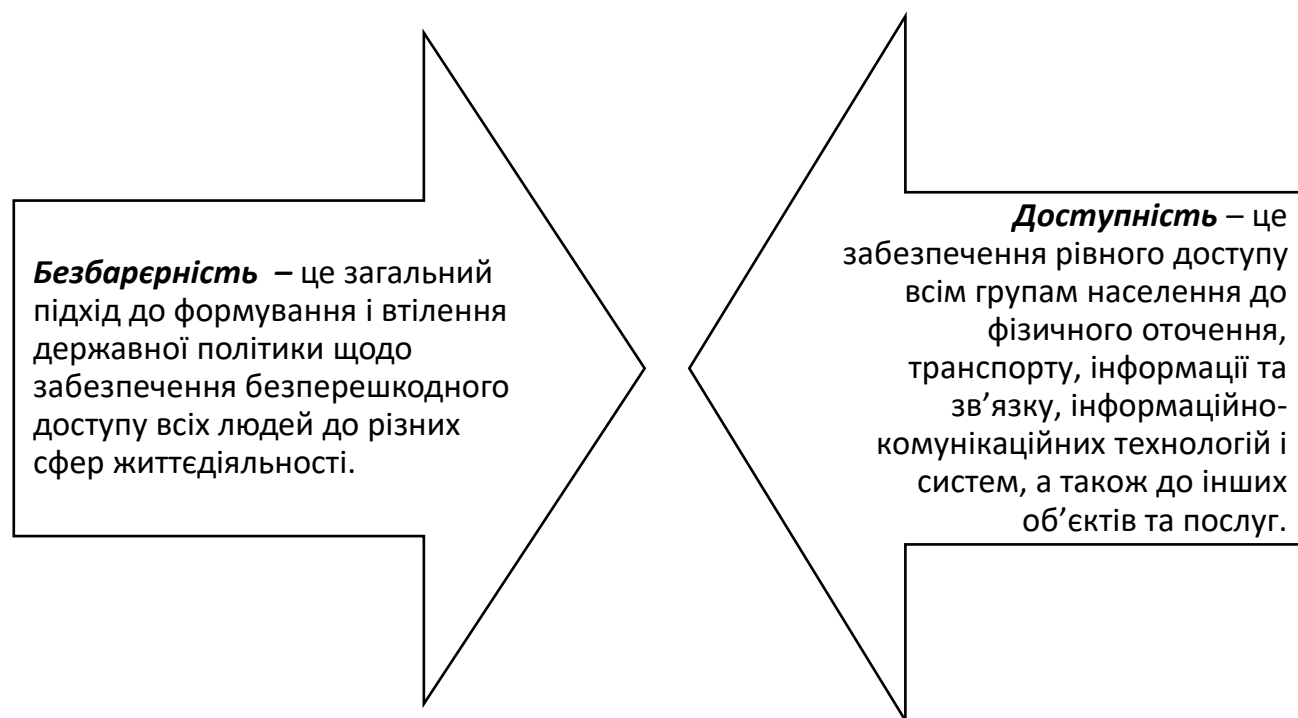 Безбарєрність – це загальний
підхід до формування і втілення
державної політики щодо
забезпечення безперешкодного
доступу всіх людей до різних
сфер життєдіяльності.
Доступність – це
забезпечення рівного доступу
всім групам населення до
фізичного оточення,
транспорту, інформації та
зв’язку, інформаційно-
комунікаційних технологій і
систем, а також до інших
об’єктів та послуг.